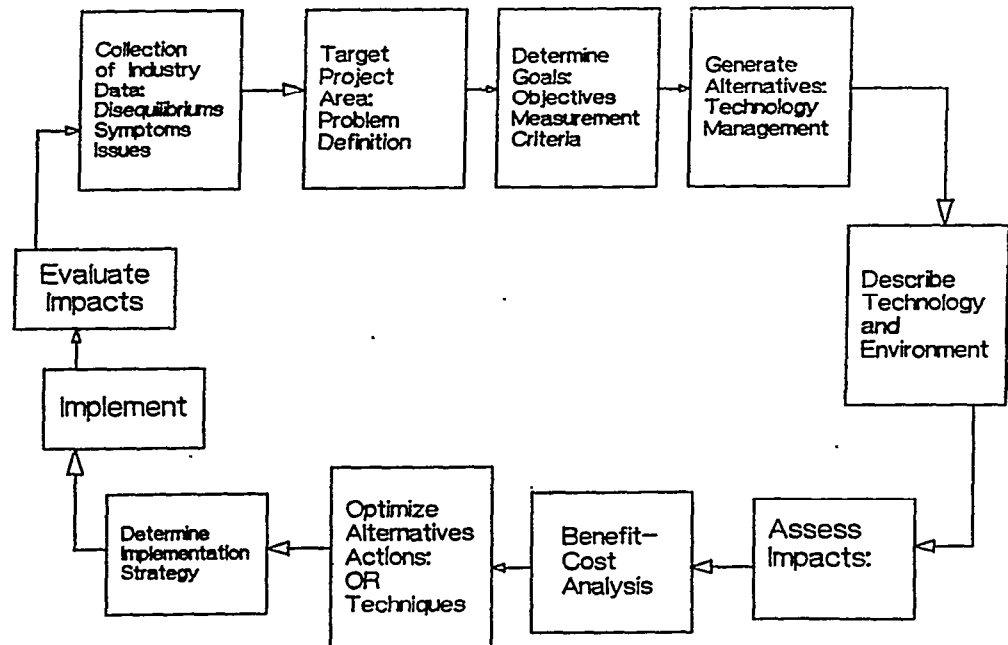 Collection
of Industry
Data:
Disequilibriums
Symptoms
Issues
Target
Project
Area:
Problem
Definition
Determine
Goals:
Objectives
Measurement
Criteria
Generate
Alternatives:
Technology
Management
Describe
Technology
and
Environment
Assess
Impacts:
Benefit-
Cost
Analysis
Optimize
Alternatives
Actions:
OR
Techniques
Determine
Implementation
Strategy
Implement
Evaluate
Impacts